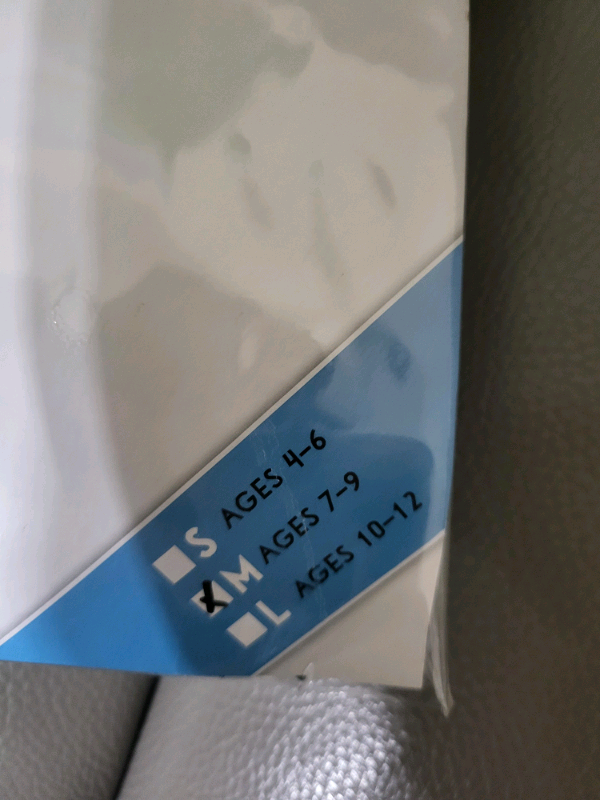 S AGES 4–6
M AGES 7–9
L AGES 10–12